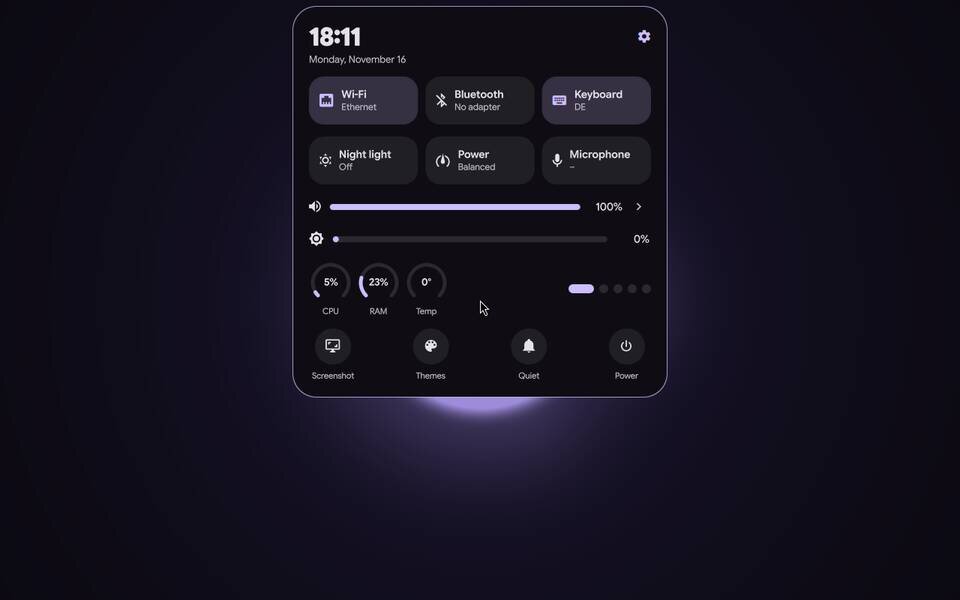 18:11
Monday, November 16
Wi-Fi
Ethernet
Bluetooth
No adapter
Keyboard
DE
Night light
Off
Power
Balanced
Microphone
–
100%
0%
5%
23%
0°
CPU
RAM
Temp
Screenshot
Themes
Quiet
Power